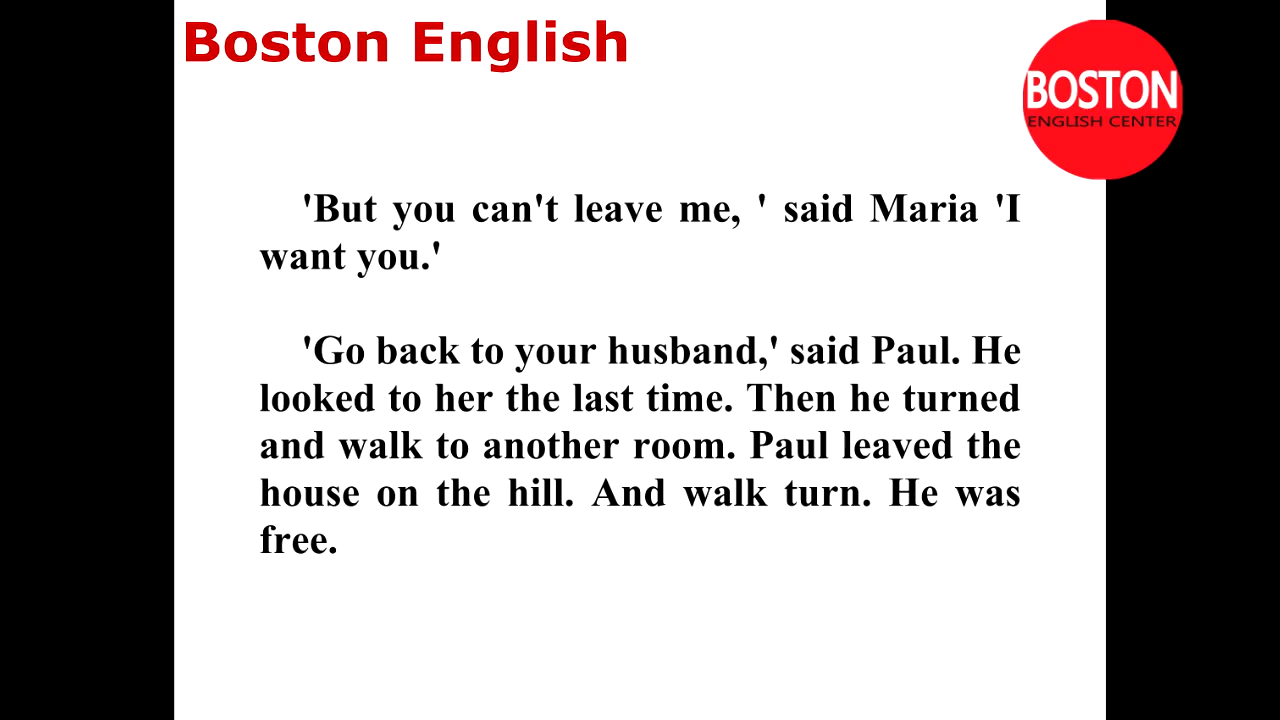 Boston English
BOSTON
ENGLISH CENTER
'But you can't leave me, ' said Maria 'I
want you.'
'Go back to your husband,' said Paul. He
looked to her the last time. Then he turned
and walk to another room. Paul leaved the
house on the hill. And walk turn. He was
free.